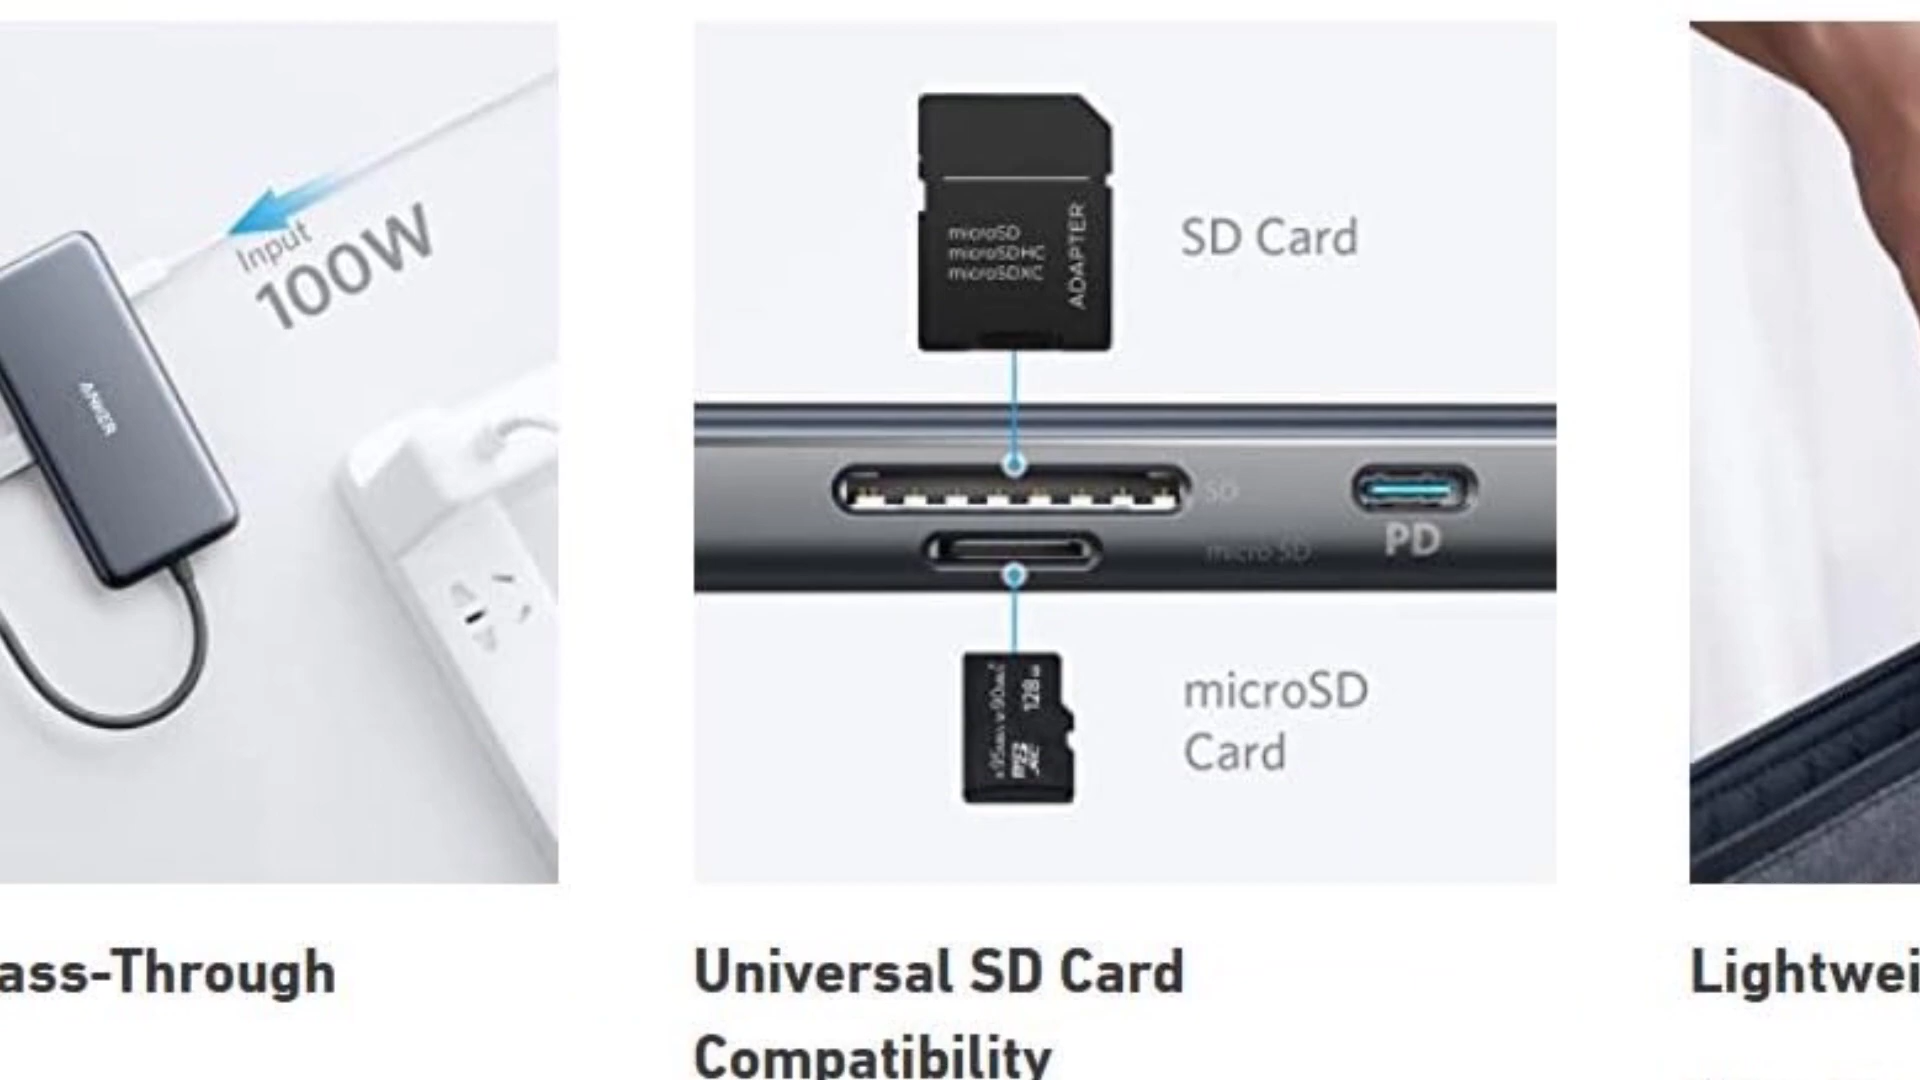 Input
100W
ANKER
ass-Through
microSD
microSDHC
microSDXC
ADAPTER
SD Card
SD
micro SD
PD
128
microSD
Card
Universal SD Card
Compatibility
Lightwei